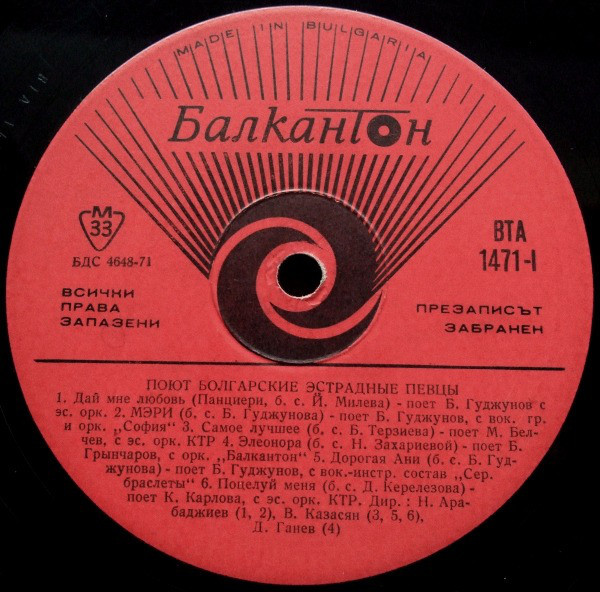 MADE IN BULGARIA
Балкантон
М
33
БДС 4648-71
ВСИЧКИ
ПРАВА
ЗАПАЗЕНИ
ВТА
1471-I
ПРЕЗАПИСЪТ
ЗАБРАНЕН
ПОЮТ БОЛГАРСКИЕ ЭСТРАДНЫЕ ПЕВЦЫ
1. Дай мне любовь (Панциери, б. с. Й. Милева) - поет Б. Гуджунов с
эс. орк. 2. МЭРИ (б. с. Б. Гуджунова) - поет Б. Гуджунов, с вок. гр.
и орк. „София" 3. Самое лучшее (б. с. Б. Терзиева) - поет М. Бел-
чев, с эс. орк. КТР 4. Элеонора (б. с. Н. Захариевой) - поет Б.
Грынчаров, с орк. „Балкантон" 5. Дорогая Ани (б. с. Б. Гуд-
жунова) - поет Б. Гуджунов, с вок.-инстр. состав „Сер.
браслеты" 6. Поцелуй меня (б. с. Д. Керелезова) -
поет К. Карлова, с эс. орк. КТР. Дир. : Н. Ара-
баджиев (1, 2), В. Казасян (3, 5, 6),
Д. Ганев (4)